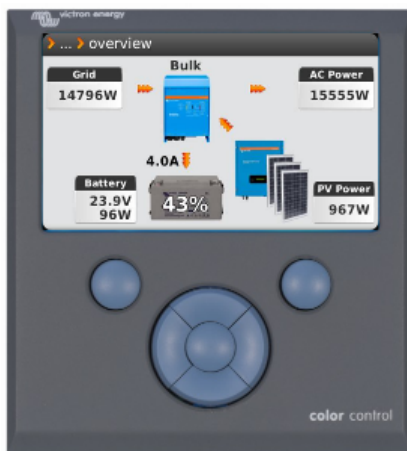 victron energy
> ... > overview
Bulk
Grid
14796W
AC Power
15555W
4.0A
Battery
23.9V
96W
43%
PV Power
967W
color control